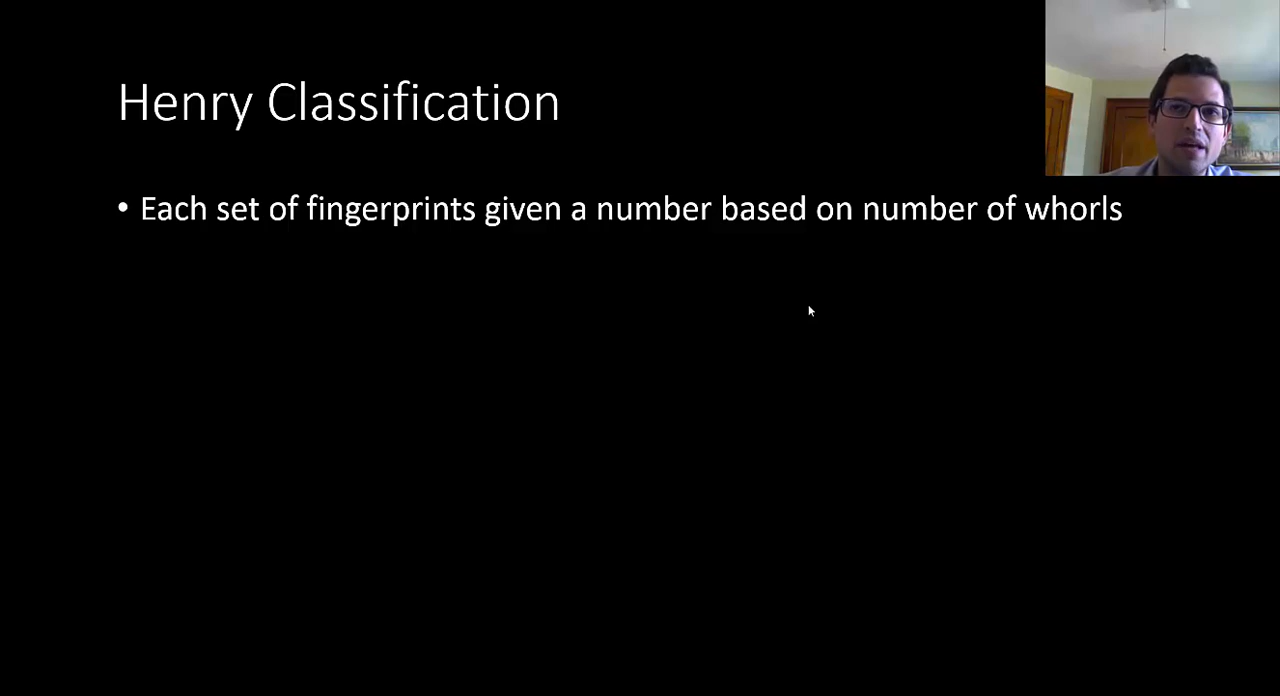 Henry Classification
• Each set of fingerprints given a number based on number of whorls